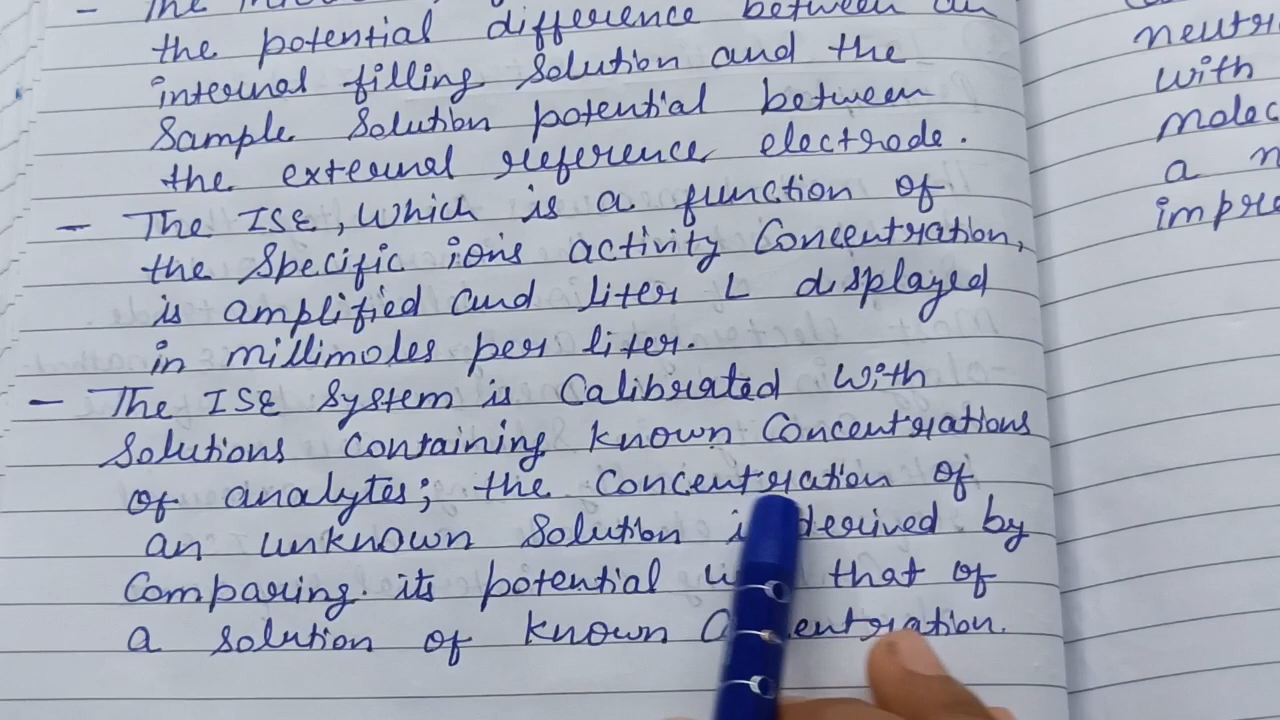 - The
the potential difference between an
internal filling solution and the
sample solution potential between
the external reference electrode.
- The ISE, which is a function of
the specific ion's activity concentration,
is amplified and liter L displayed
in millimoles per liter.
- The ISE system is calibrated with
solutions containing known concentrations
of analytes; the concentration of
an unknown solution derived by
comparing its potential that of
a solution of known
neutr
with
molec
a n
impre